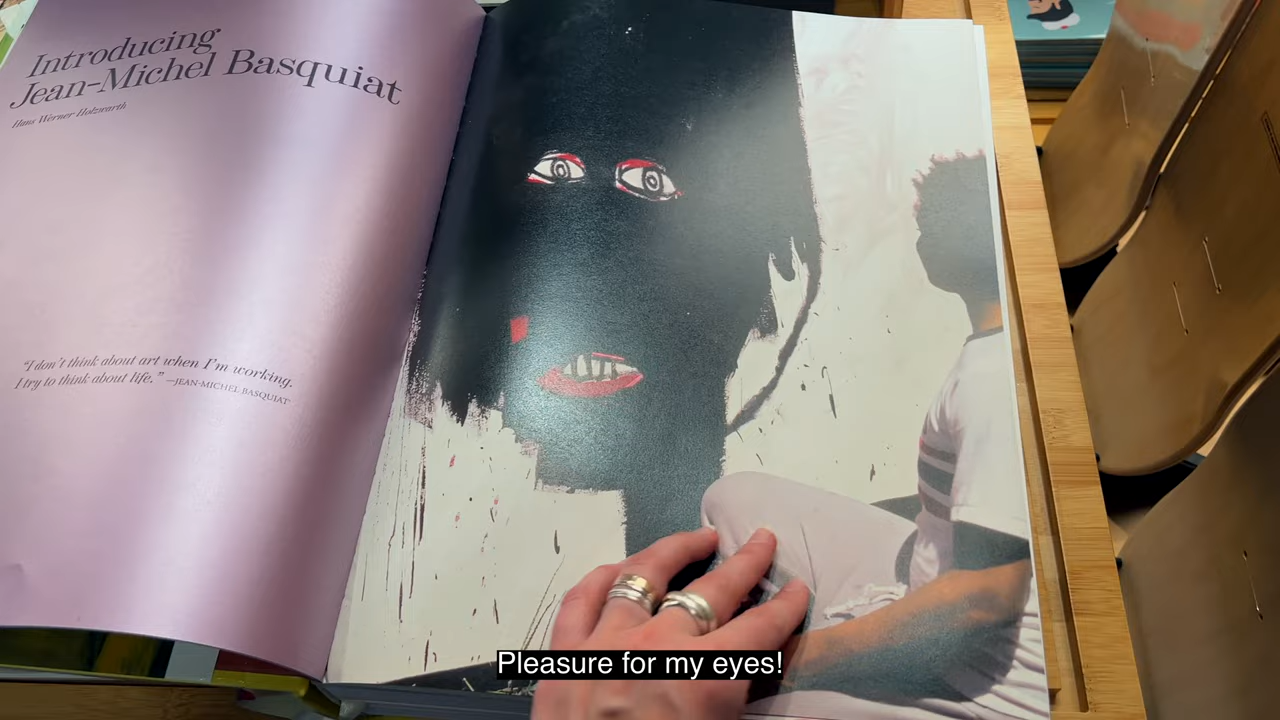 Introducing
Jean-Michel Basquiat
Hans Werner Holzwarth
“I don’t think about art when I’m working.
I try to think about life.” —JEAN-MICHEL BASQUIAT
Pleasure for my eyes!